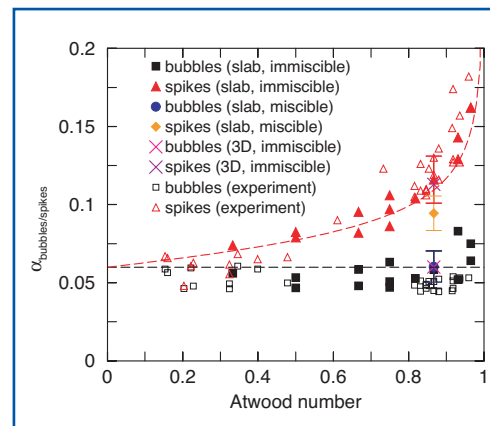 0.2
0.15
0.1
0.05
0
α bubbles/spikes
bubbles (slab, immiscible)
spikes (slab, immiscible)
bubbles (slab, miscible)
spikes (slab, miscible)
bubbles (3D, immiscible)
spikes (3D, immiscible)
bubbles (experiment)
spikes (experiment)
0 0.2 0.4 0.6 0.8 1
Atwood number